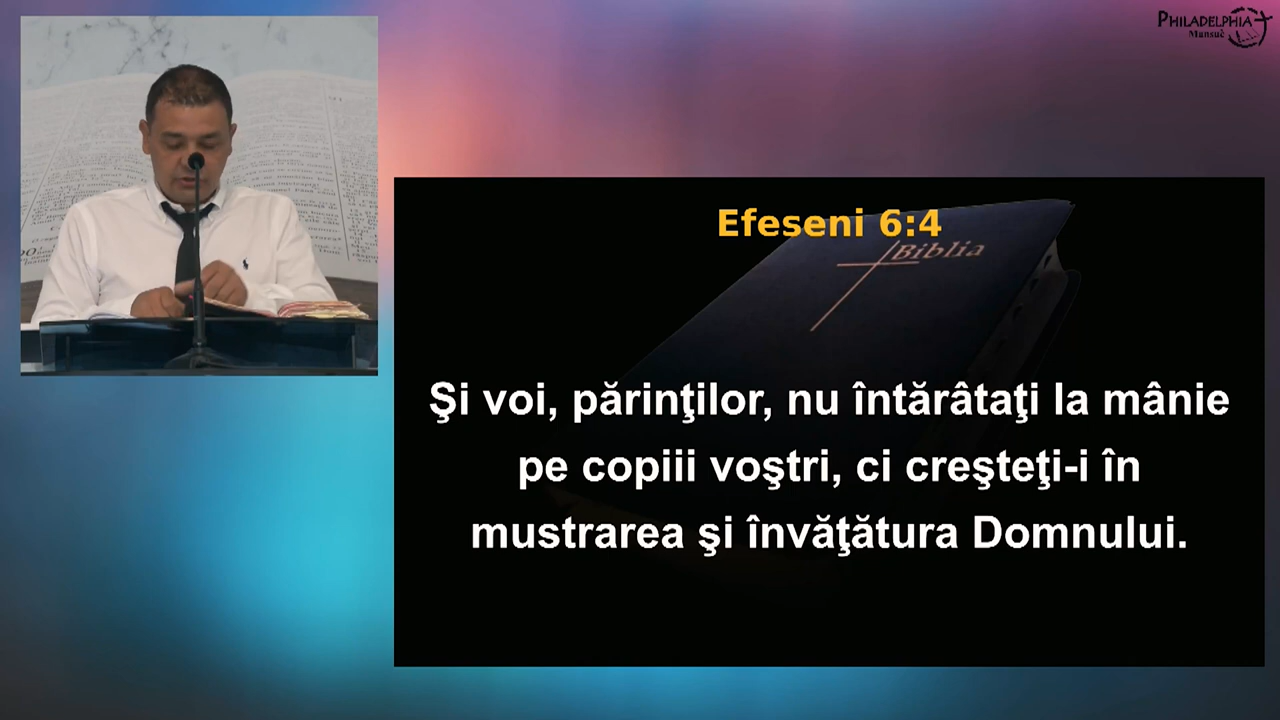 PHILADELPHIA
Mansuè
Efeseni 6:4
Biblia
Şi voi, părinţilor, nu întărâtaţi la mânie
pe copiii voştri, ci creşteţi-i în
mustrarea şi învăţătura Domnului.